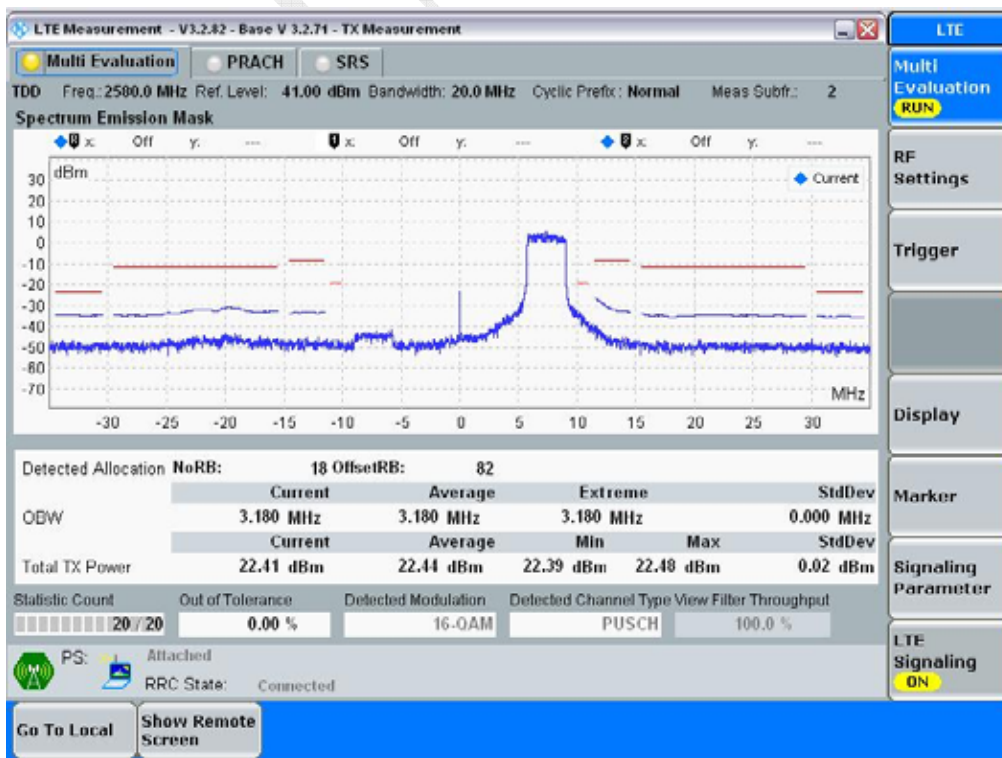 LTE Measurement - V3.2.82 - Base V 3.2.71 - TX Measurement
LTE
Multi Evaluation PRACH SRS
Multi
Evaluation
RUN
TDD Freq.: 2580.0 MHz Ref. Level: 41.00 dBm Bandwidth: 20.0 MHz Cyclic Prefix: Normal Meas Subfr.: 2
Spectrum Emission Mask
x: Off y: --- 1 x: Off y: --- 2 x: Off y: ---
dBm
Current
30
20
10
0
-10
-20
-30
-40
-50
-60
-70
MHz
-30 -25 -20 -15 -10 -5 0 5 10 15 20 25 30
RF
Settings
Trigger
Display
Marker
Signaling
Parameter
LTE
Signaling
ON
Detected Allocation NoRB: 18 OffsetRB: 82
Current Average Extreme StdDev
OBW 3.180 MHz 3.180 MHz 3.180 MHz 0.000 MHz
Current Average Min Max StdDev
Total TX Power 22.41 dBm 22.44 dBm 22.39 dBm 22.48 dBm 0.02 dBm
Statistic Count Out of Tolerance Detected Modulation Detected Channel Type View Filter Throughput
20 / 20 0.00 % 16-QAM PUSCH 100.0 %
PS: Attached
RRC State: Connected
Go To Local
Show Remote
Screen